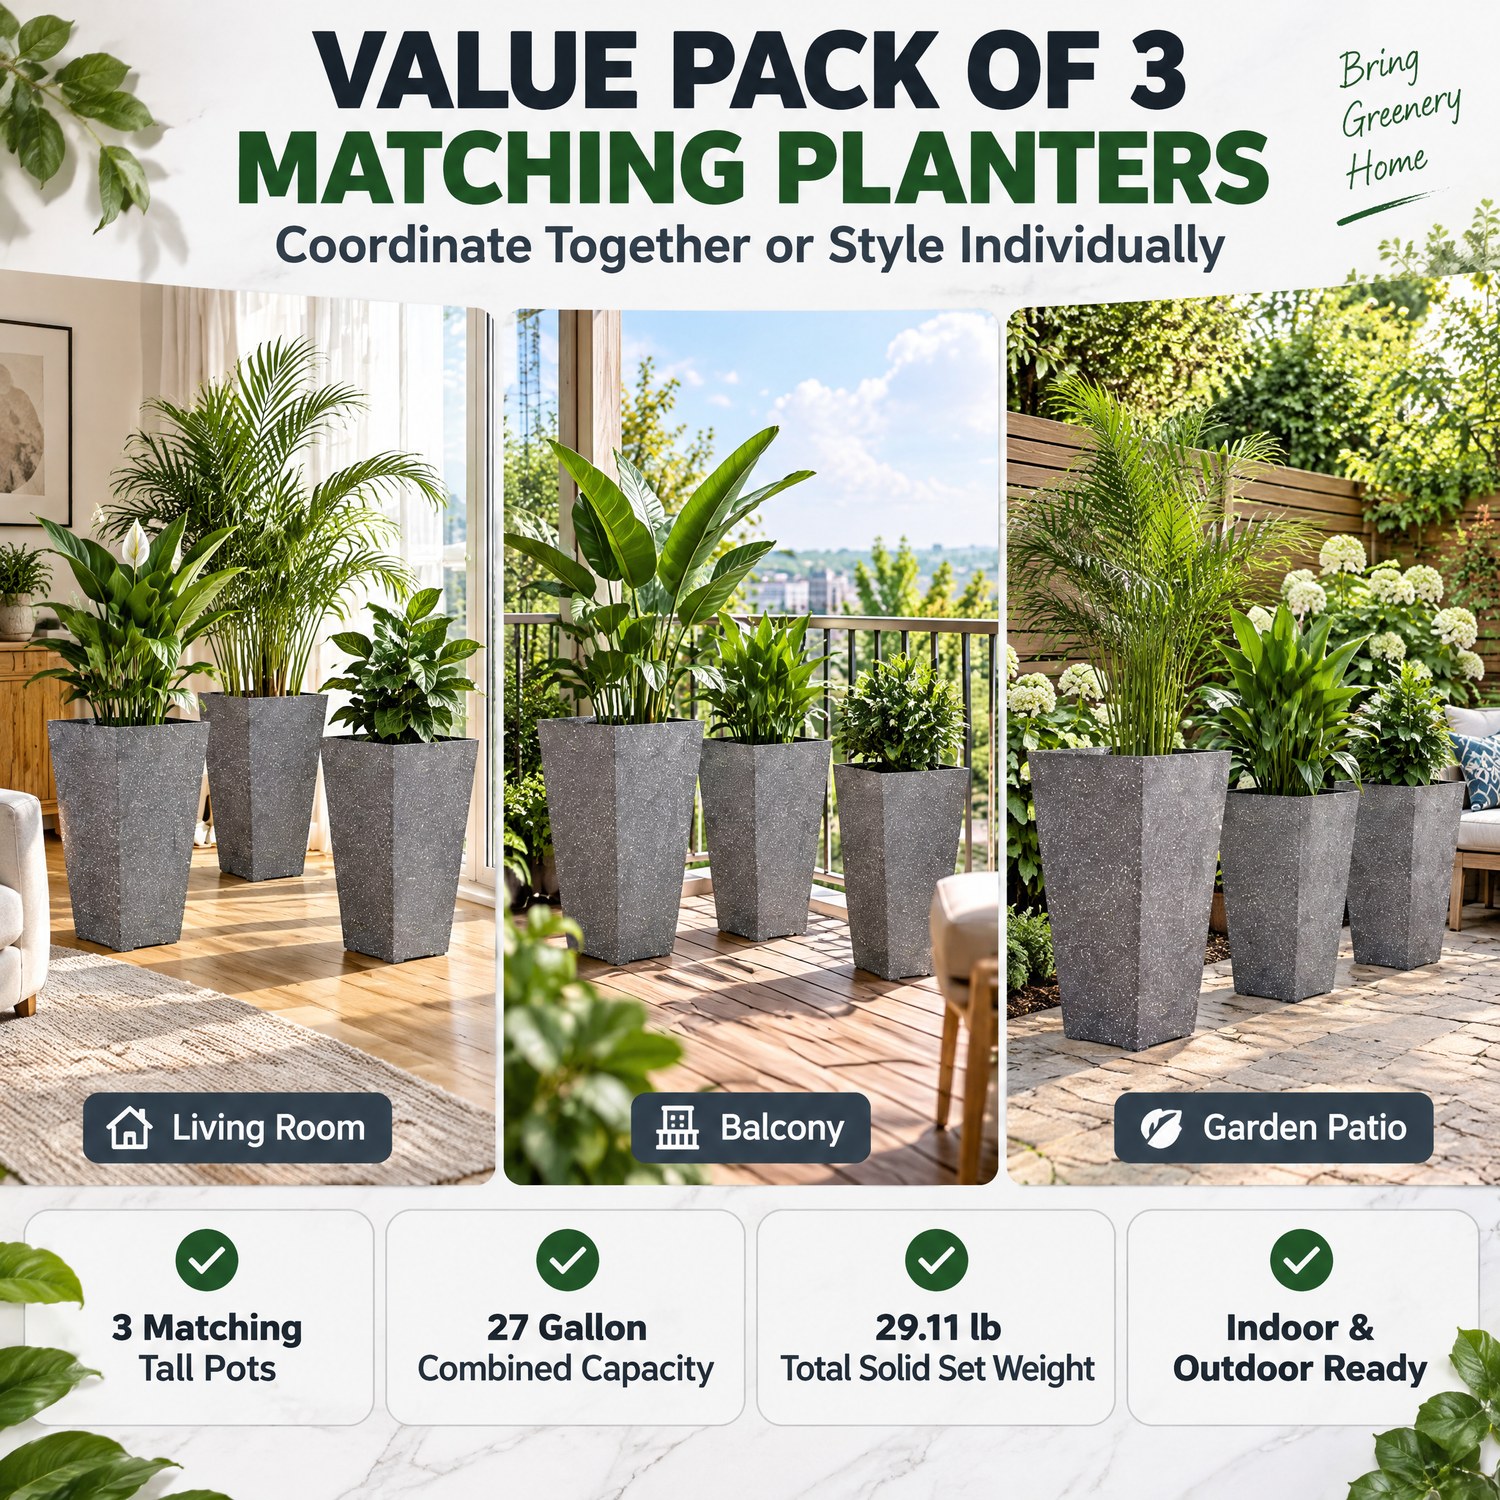 VALUE PACK OF 3
MATCHING PLANTERS
Coordinate Together or Style Individually
Bring
Greenery
Home
Living Room
Balcony
Garden Patio
3 Matching
Tall Pots
27 Gallon
Combined Capacity
29.11 lb
Total Solid Set Weight
Indoor &
Outdoor Ready